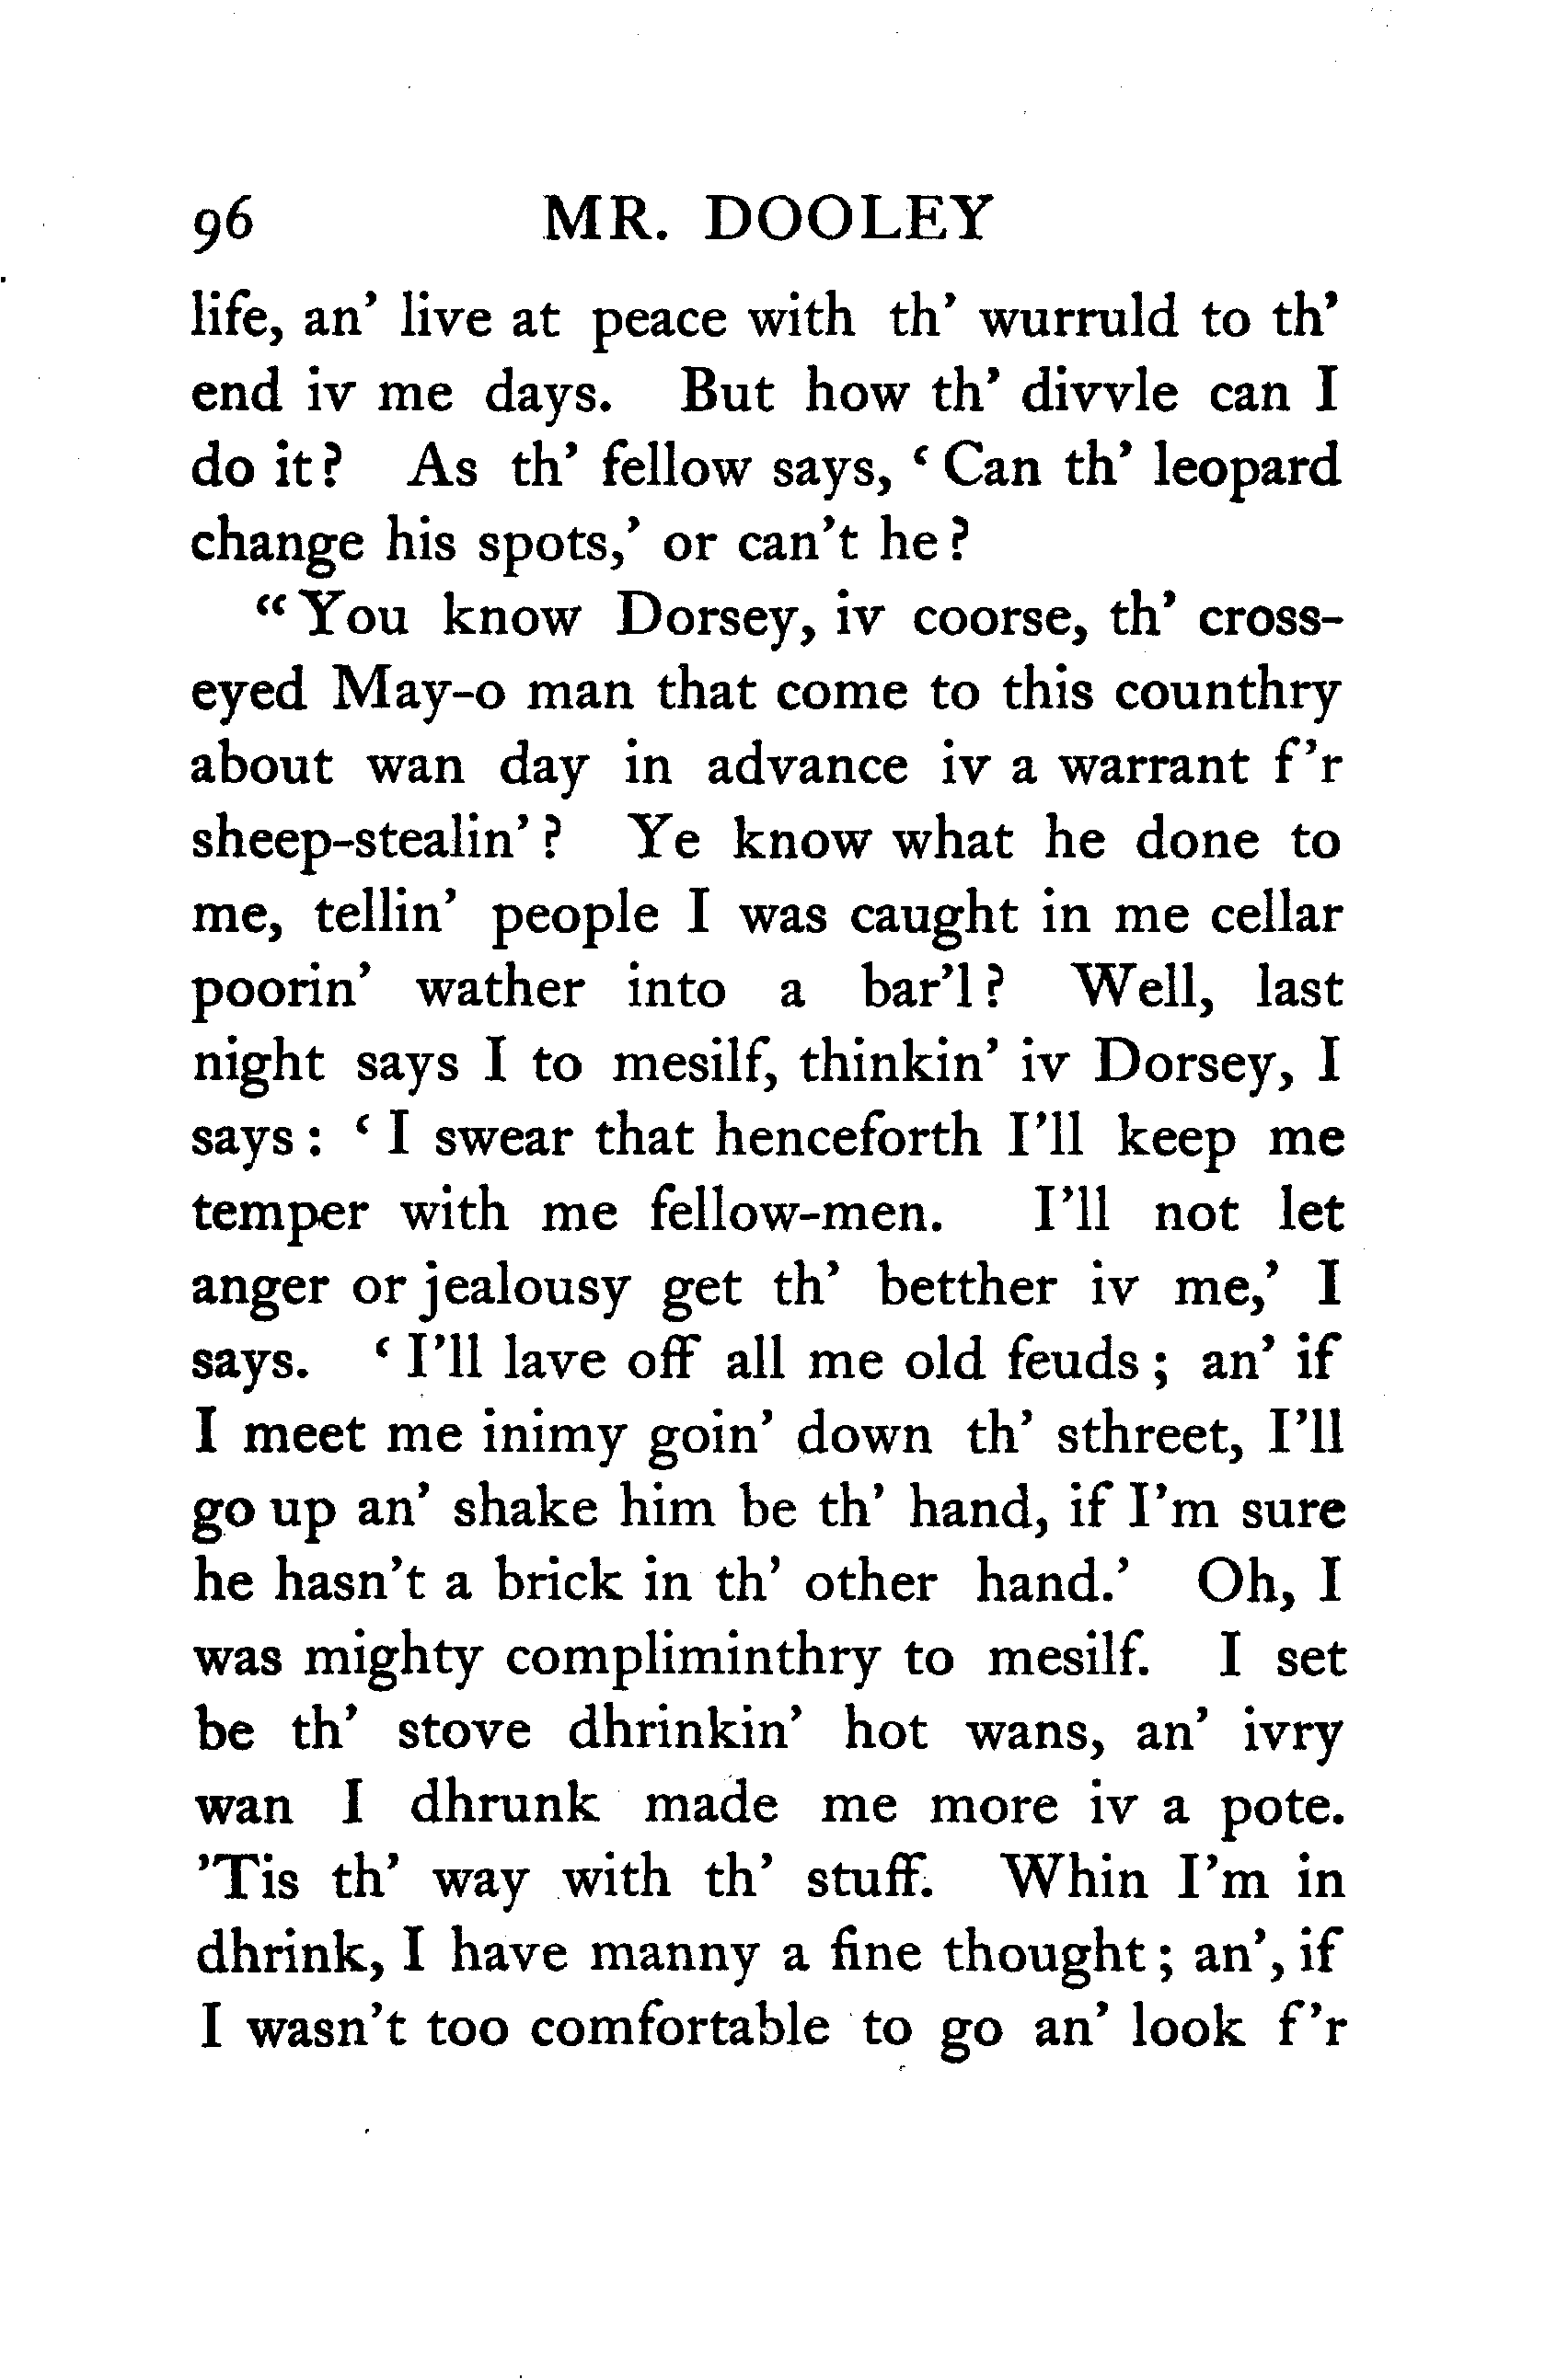 96 MR. DOOLEY
life, an’ live at peace with th’ wurruld to th’
end iv me days. But how th’ divvle can I
do it? As th’ fellow says, ‘Can th’ leopard
change his spots,’ or can’t he?
“You know Dorsey, iv coorse, th’ cross-
eyed May-o man that come to this counthry
about wan day in advance iv a warrant f’r
sheep-stealin’? Ye know what he done to
me, tellin’ people I was caught in me cellar
poorin’ wather into a bar’l? Well, last
night says I to mesilf, thinkin’ iv Dorsey, I
says: ‘I swear that henceforth I’ll keep me
temper with me fellow-men. I’ll not let
anger or jealousy get th’ betther iv me,’ I
says. ‘I’ll lave off all me old feuds; an’ if
I meet me inimy goin’ down th’ sthreet, I’ll
go up an’ shake him be th’ hand, if I’m sure
he hasn’t a brick in th’ other hand.’ Oh, I
was mighty compliminthry to mesilf. I set
be th’ stove dhrinkin’ hot wans, an’ ivry
wan I dhrunk made me more iv a pote.
’Tis th’ way with th’ stuff. Whin I’m in
dhrink, I have manny a fine thought; an’, if
I wasn’t too comfortable to go an’ look f’r